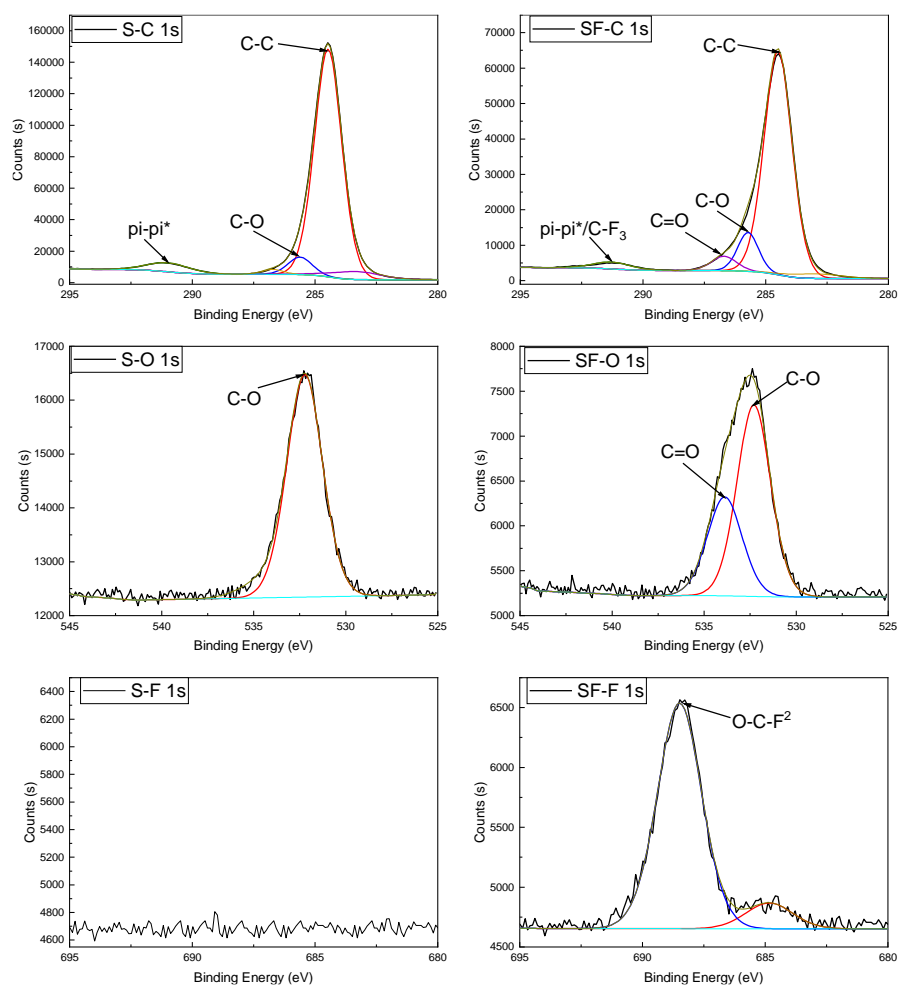 S-C 1s
C-C
C-O
pi-pi*
Counts (s)
160000
140000
120000
100000
80000
60000
40000
20000
0
295
290
285
280
Binding Energy (eV)
SF-C 1s
C-C
C-O
C=O
pi-pi*/C-F3
Counts (s)
70000
60000
50000
40000
30000
20000
10000
0
295
290
285
280
Binding Energy (eV)
S-O 1s
C-O
Counts (s)
17000
16000
15000
14000
13000
12000
545
540
535
530
525
Binding Energy (eV)
SF-O 1s
C-O
C=O
Counts (s)
8000
7500
7000
6500
6000
5500
5000
545
540
535
530
525
Binding Energy (eV)
S-F 1s
Counts (s)
6400
6200
6000
5800
5600
5400
5200
5000
4800
4600
695
690
685
680
Binding Energy (eV)
SF-F 1s
O-C-F2
Counts (s)
6500
6000
5500
5000
4500
695
690
685
680
Binding Energy (eV)